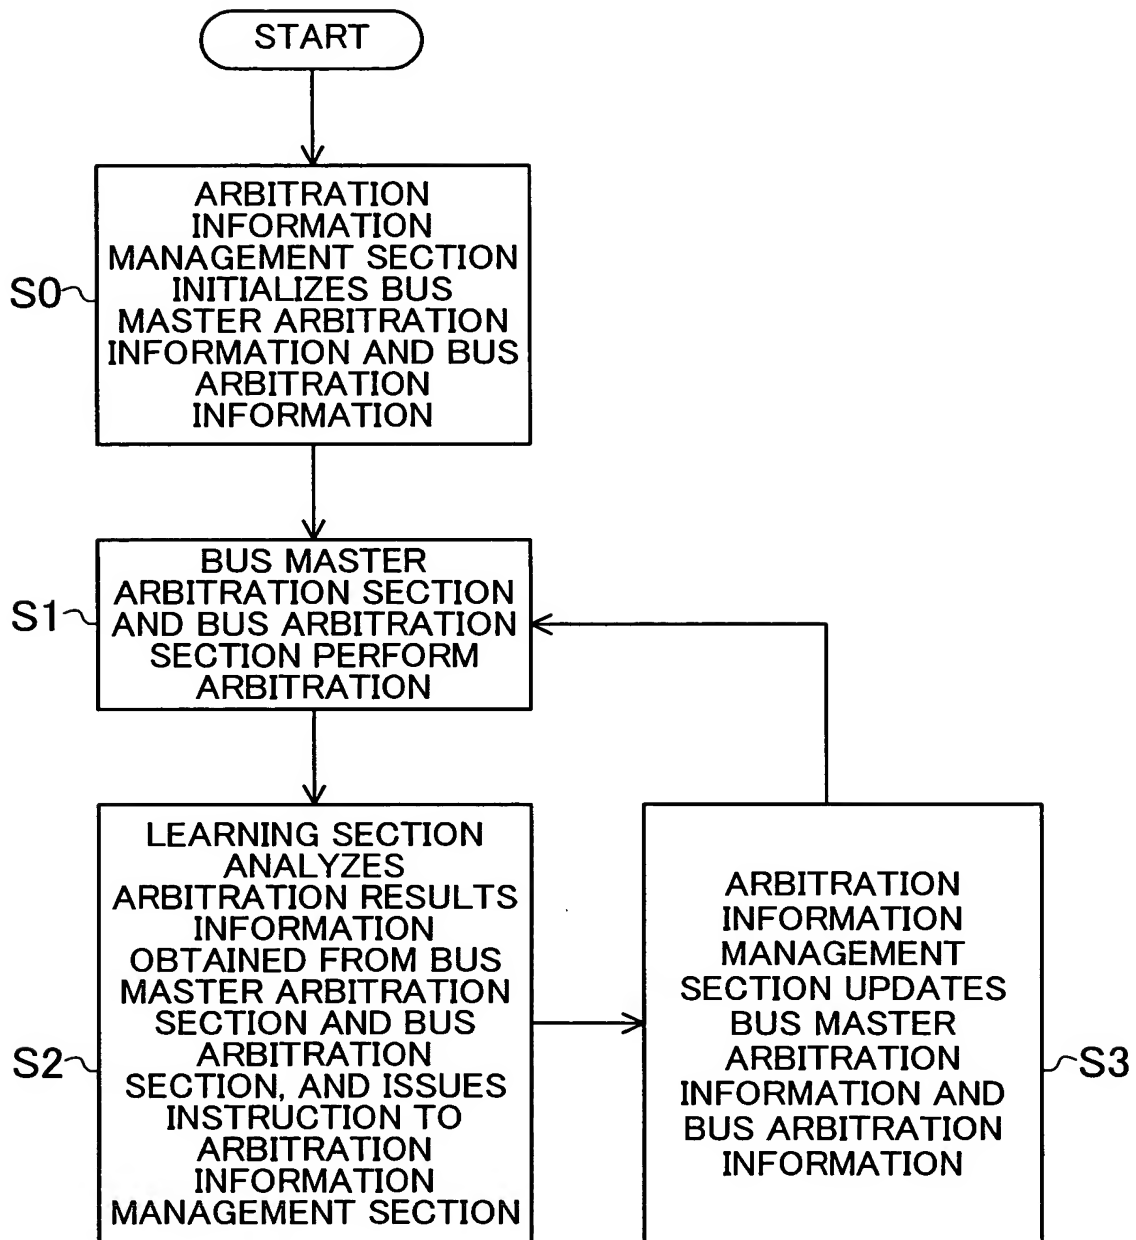 START
ARBITRATION
INFORMATION
MANAGEMENT SECTION
INITIALIZES BUS
MASTER ARBITRATION
INFORMATION AND BUS
ARBITRATION
INFORMATION
S0
BUS MASTER
ARBITRATION SECTION
AND BUS ARBITRATION
SECTION PERFORM
ARBITRATION
S1
LEARNING SECTION
ANALYZES
ARBITRATION RESULTS
INFORMATION
OBTAINED FROM BUS
MASTER ARBITRATION
SECTION AND BUS
ARBITRATION
SECTION, AND ISSUES
INSTRUCTION TO
ARBITRATION
INFORMATION
MANAGEMENT SECTION
S2
ARBITRATION
INFORMATION
MANAGEMENT
SECTION UPDATES
BUS MASTER
ARBITRATION
INFORMATION AND
BUS ARBITRATION
INFORMATION
S3